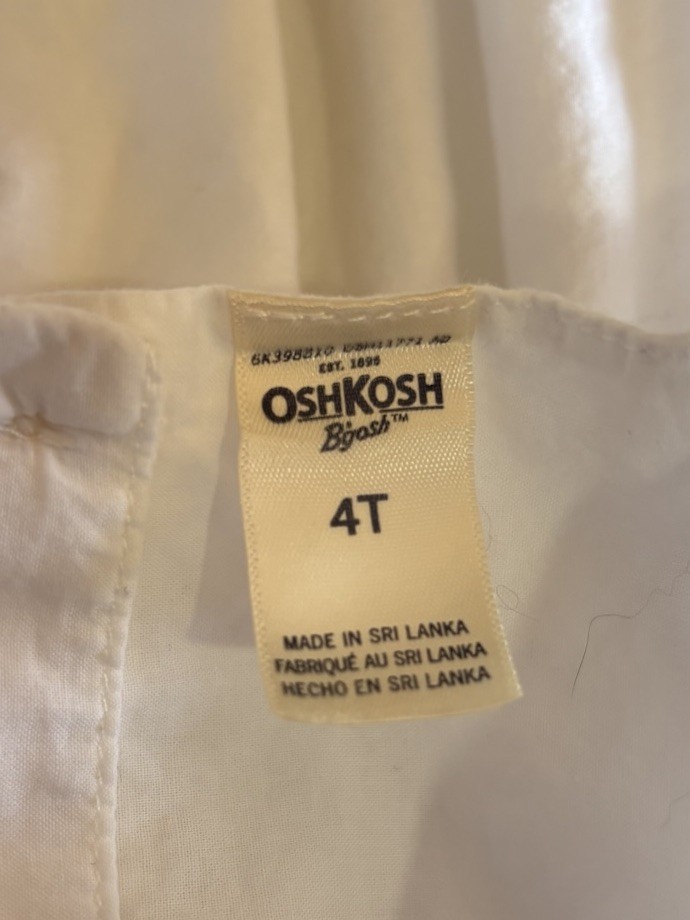 EST. 1895
OSHKOSH
B'gosh™
4T
MADE IN SRI LANKA
FABRIQUÉ AU SRI LANKA
HECHO EN SRI LANKA